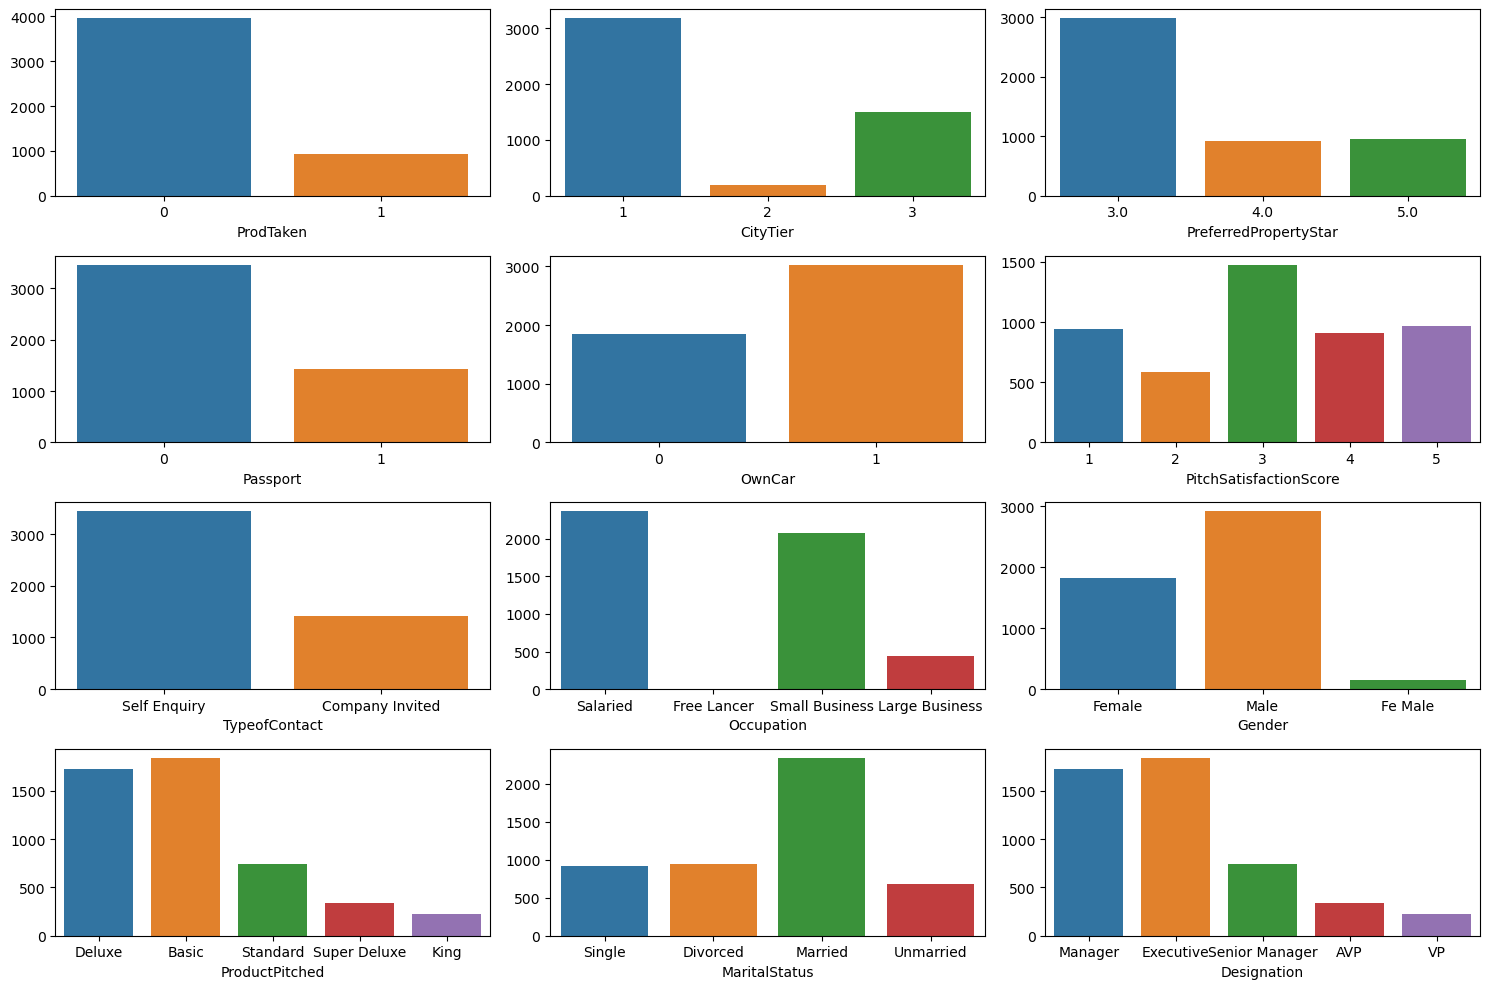 4000
3000
2000
1000
0
0 1
ProdTaken
3000
2000
1000
0
1 2 3
CityTier
3000
2000
1000
0
3.0 4.0 5.0
PreferredPropertyStar
3000
2000
1000
0
0 1
Passport
3000
2000
1000
0
0 1
OwnCar
1500
1000
500
0
1 2 3 4 5
PitchSatisfactionScore
3000
2000
1000
0
Self Enquiry Company Invited
TypeofContact
2000
1500
1000
500
0
Salaried Free Lancer Small Business Large Business
Occupation
3000
2000
1000
0
Female Male Fe Male
Gender
1500
1000
500
0
Deluxe Basic Standard Super Deluxe King
ProductPitched
2000
1500
1000
500
0
Single Divorced Married Unmarried
MaritalStatus
1500
1000
500
0
Manager Executive Senior Manager AVP VP
Designation